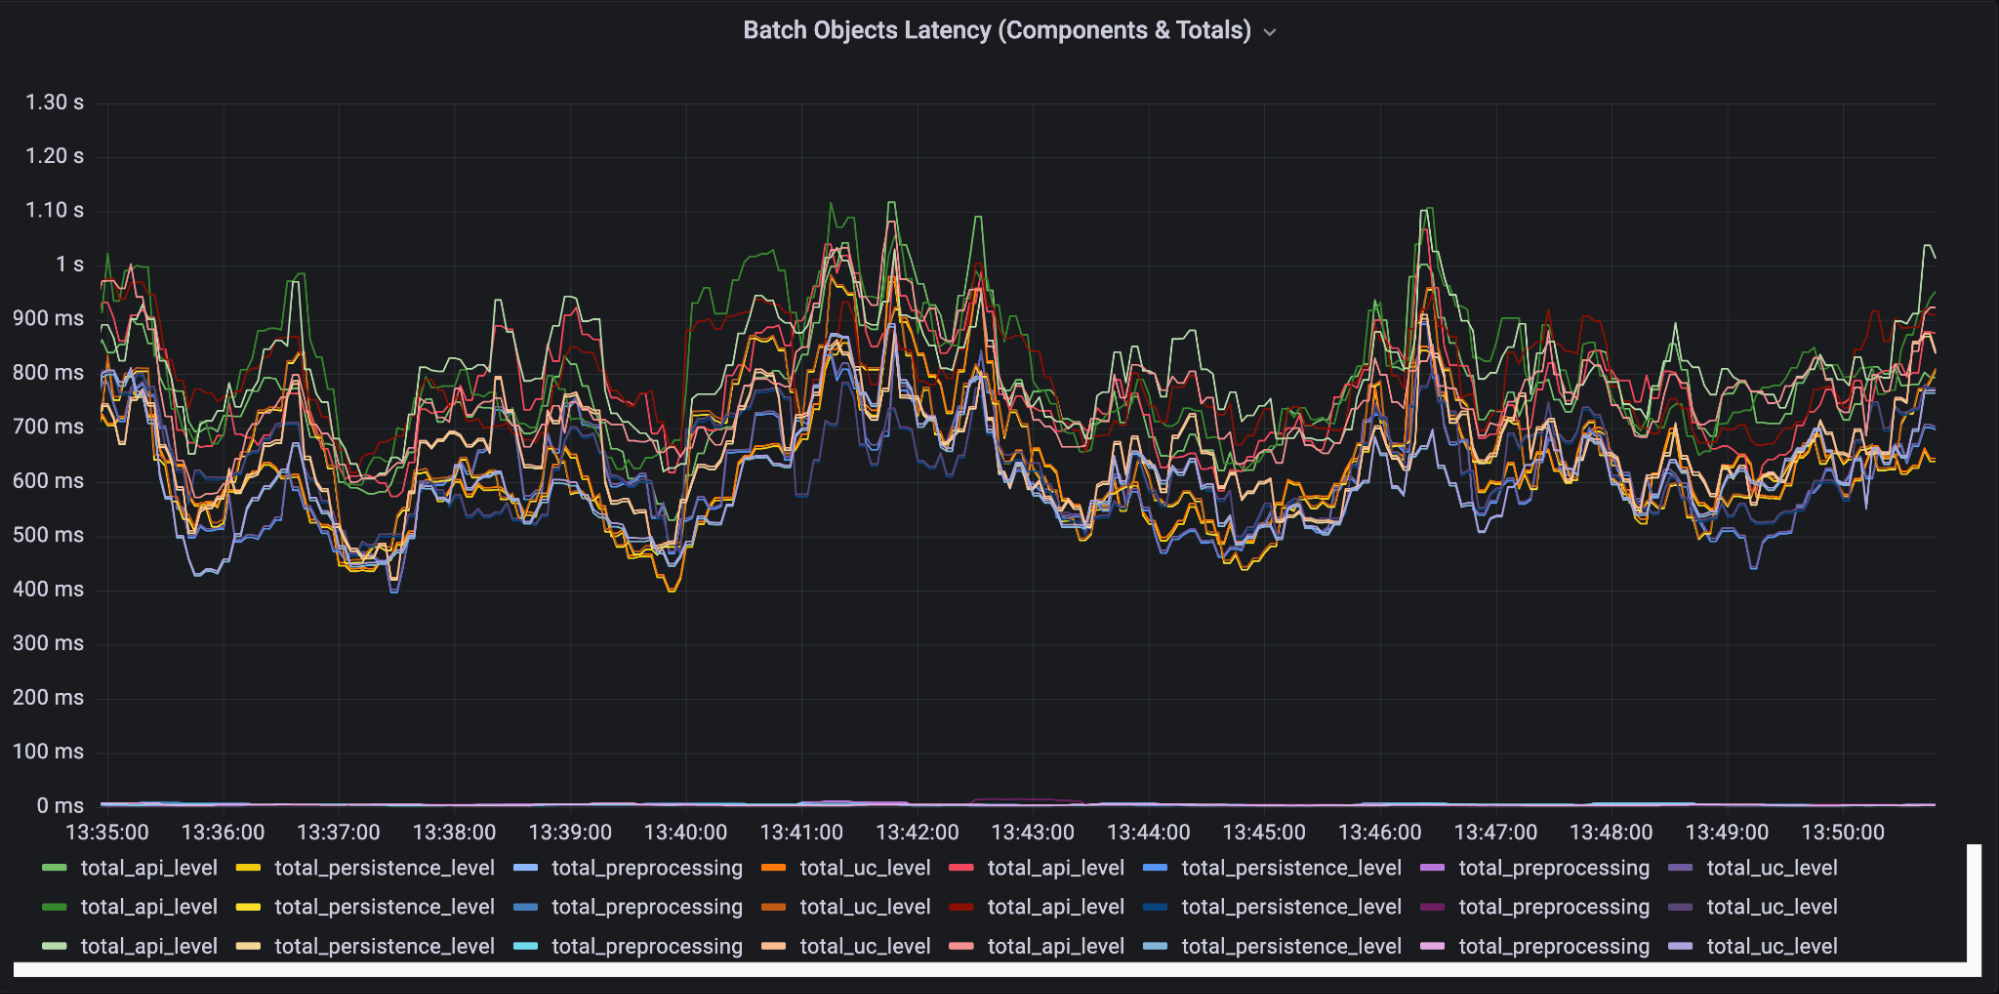 Batch Objects Latency (Components & Totals)
1.30 s
1.20 s
1.10 s
1 s
900 ms
800 ms
700 ms
600 ms
500 ms
400 ms
300 ms
200 ms
100 ms
0 ms
13:35:00 13:36:00 13:37:00 13:38:00 13:39:00 13:40:00 13:41:00 13:42:00 13:43:00 13:44:00 13:45:00 13:46:00 13:47:00 13:48:00 13:49:00 13:50:00
total_api_level total_persistence_level total_preprocessing total_uc_level total_api_level total_persistence_level total_preprocessing total_uc_level
total_api_level total_persistence_level total_preprocessing total_uc_level total_api_level total_persistence_level total_preprocessing total_uc_level
total_api_level total_persistence_level total_preprocessing total_uc_level total_api_level total_persistence_level total_preprocessing total_uc_level